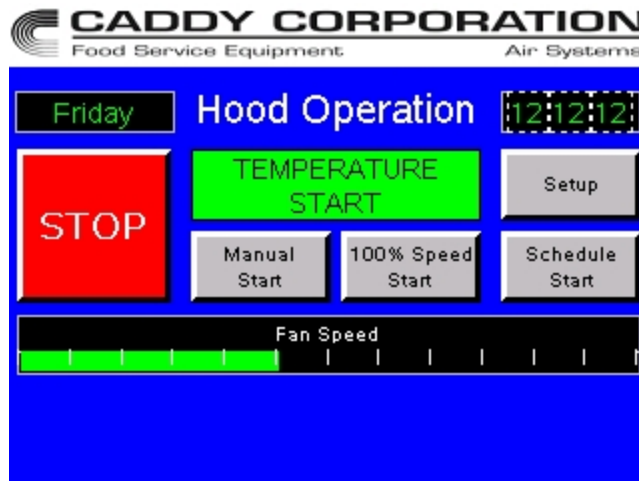 CADDY CORPORATION
Food Service Equipment Air Systems
Friday Hood Operation 12:12:12
STOP
TEMPERATURE
START
Setup
Manual
Start
100% Speed
Start
Schedule
Start
Fan Speed